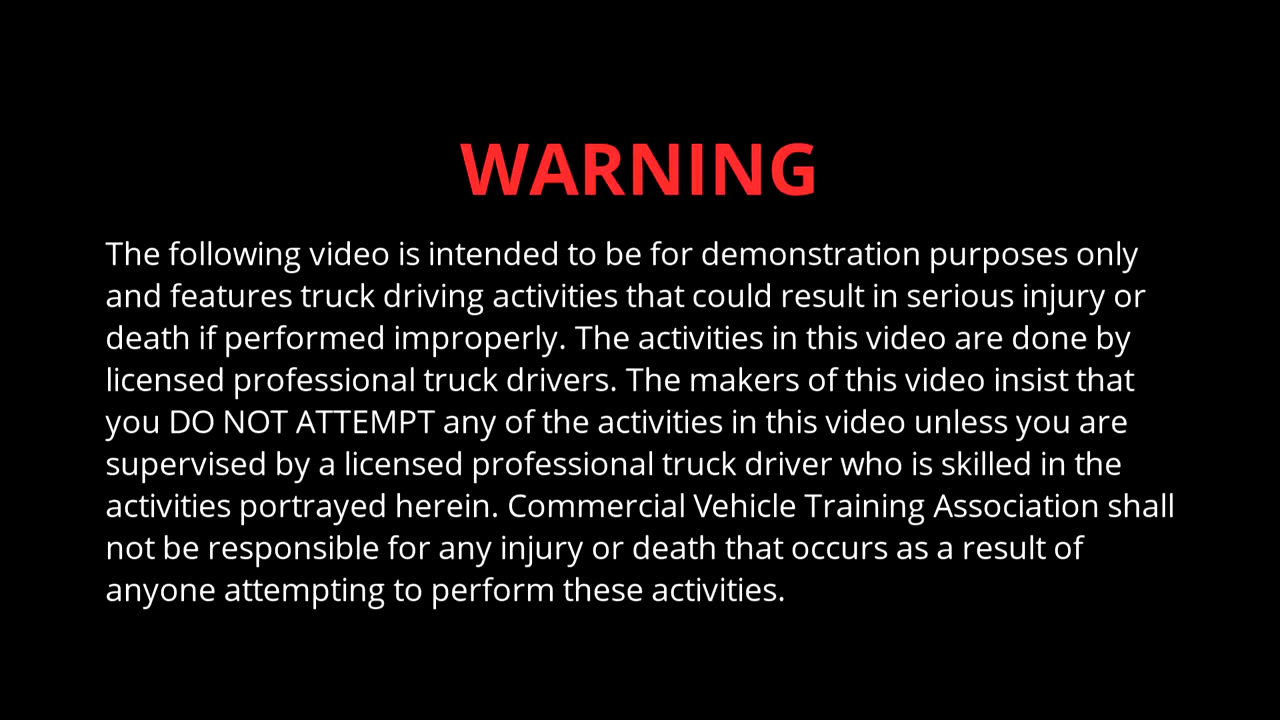 WARNING
The following video is intended to be for demonstration purposes only
and features truck driving activities that could result in serious injury or
death if performed improperly. The activities in this video are done by
licensed professional truck drivers. The makers of this video insist that
you DO NOT ATTEMPT any of the activities in this video unless you are
supervised by a licensed professional truck driver who is skilled in the
activities portrayed herein. Commercial Vehicle Training Association shall
not be responsible for any injury or death that occurs as a result of
anyone attempting to perform these activities.